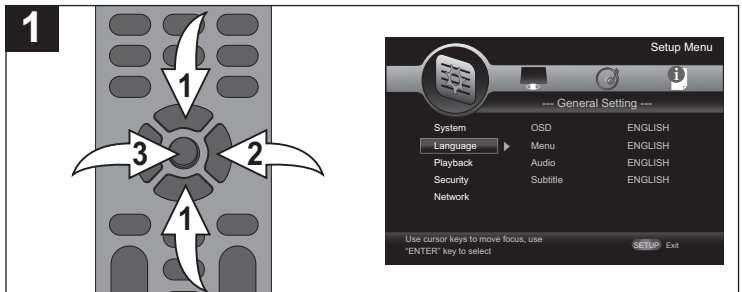 1
1
3
2
1
Setup Menu
--- General Setting ---
System OSD ENGLISH
Language Menu ENGLISH
Playback Audio ENGLISH
Security Subtitle ENGLISH
Network
Use cursor keys to move focus, use
“ENTER” key to select
SETUP Exit